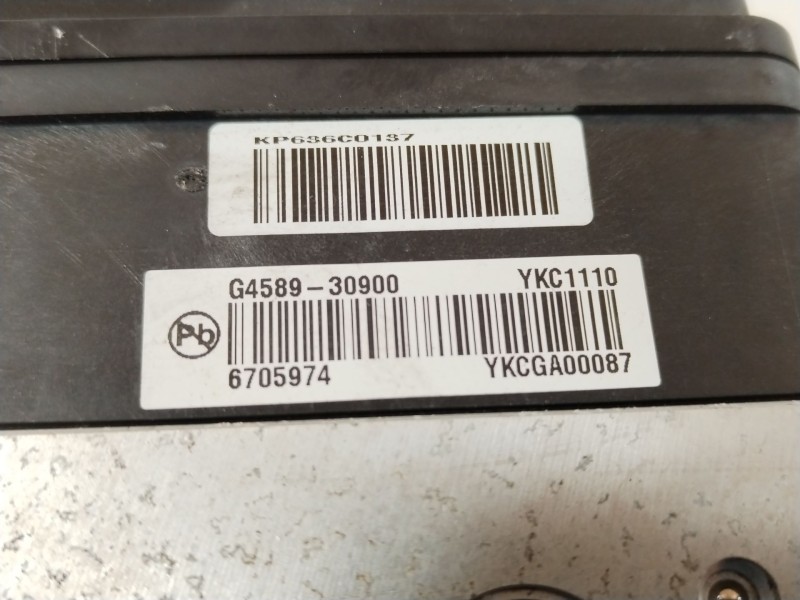 KP636C0137
G4589-30900 YKC1110
Pb
6705974 YKCGA00087